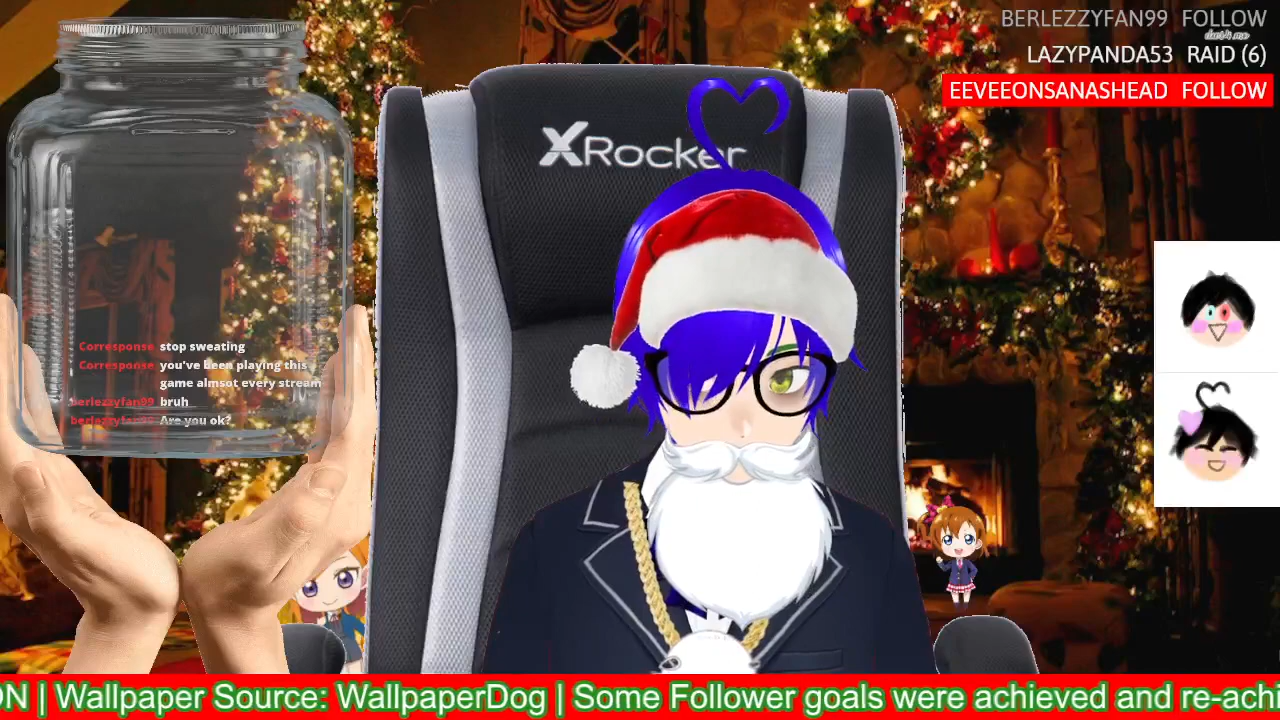 BERLEZZYFAN99 FOLLOW
LAZYPANDA53 RAID (6)
EEVEEONSANASHEAD FOLLOW
XRocker
Corresponse stop sweating
Corresponse you've been playing this
game almsot every stream
berlezzyfan99 bruh
berlezzyfan99 Are you ok?
ON | Wallpaper Source: WallpaperDog | Some Follower goals were achieved and re-achi